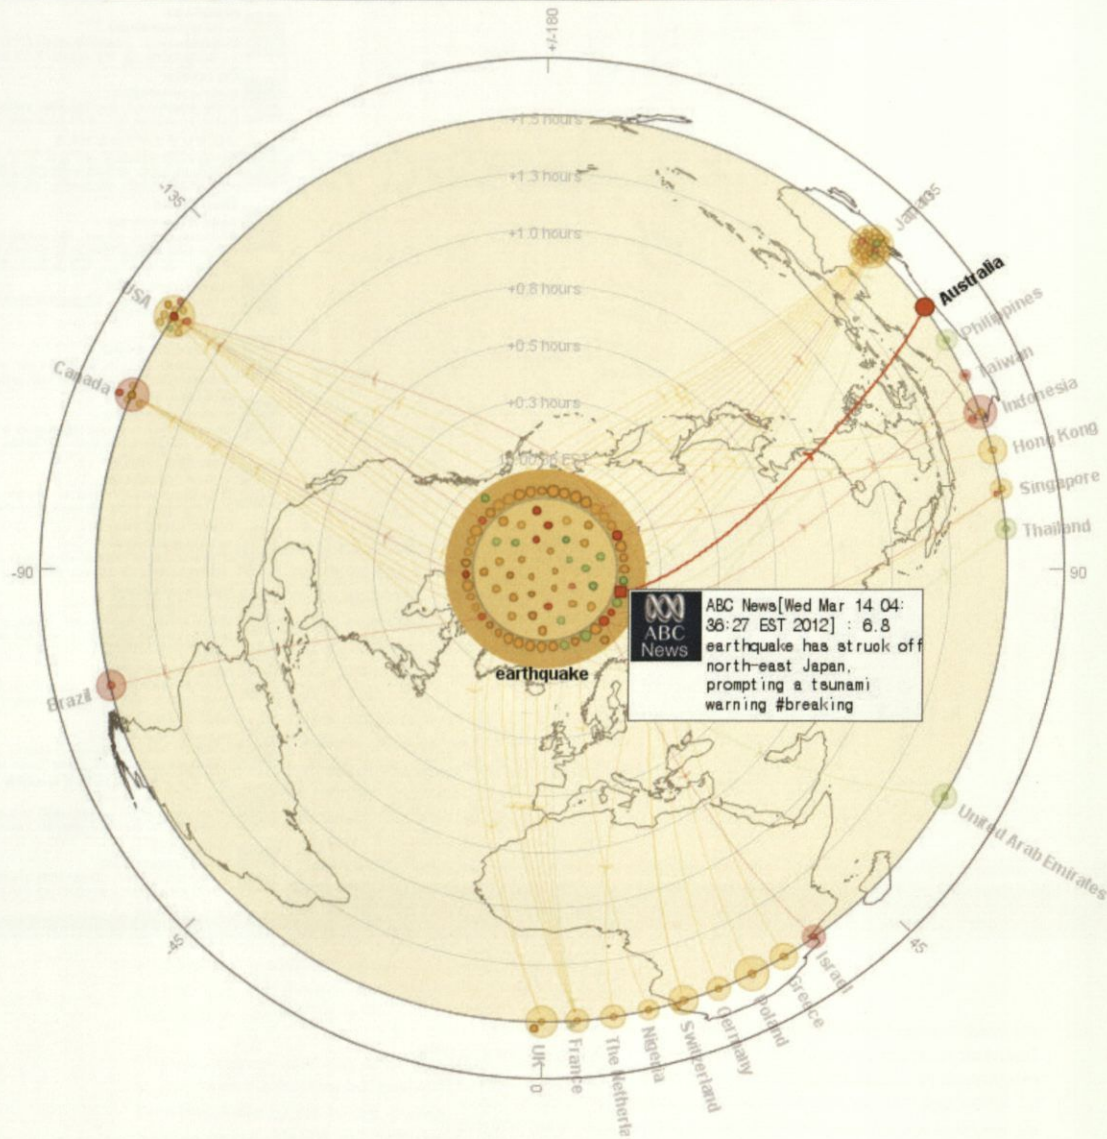 +/-180
+1.5 hours
+1.3 hours
+1.0 hours
+0.8 hours
+0.5 hours
+0.3 hours
-135
USA
Canada
-90
Brazil
-45
Japan
Australia
Philippines
Taiwan
Indonesia
Hong Kong
Singapore
Thailand
90
earthquake
ABC
News
ABC News[Wed Mar 14 04:
36:27 EST 2012] : 6.8
earthquake has struck off
north-east Japan,
prompting a tsunami
warning #breaking
United Arab Emirates
45
Israel
Greece
Poland
Germany
Switzerland
Nigeria
The Netherla
France
UK
0